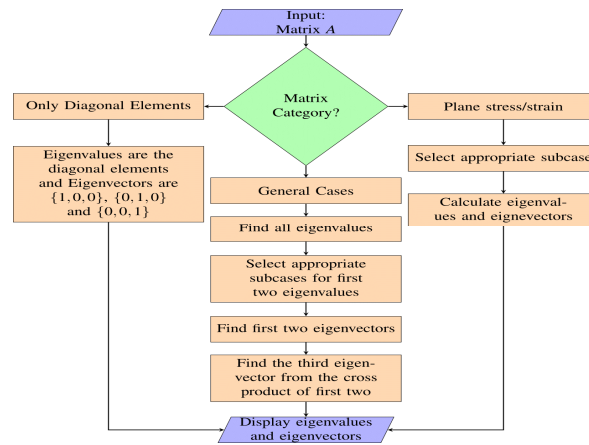 Input:
Matrix A
Matrix
Category?
Only Diagonal Elements
Eigenvalues are the
diagonal elements
and Eigenvectors are
{1, 0, 0}, {0, 1, 0}
and {0, 0, 1}
General Cases
Find all eigenvalues
Select appropriate
subcases for first
two eigenvalues
Find first two eigenvectors
Find the third eigen-
vector from the cross
product of first two
Plane stress/strain
Select appropriate subcase
Calculate eigenval-
ues and eignevectors
Display eigenvalues
and eigenvectors